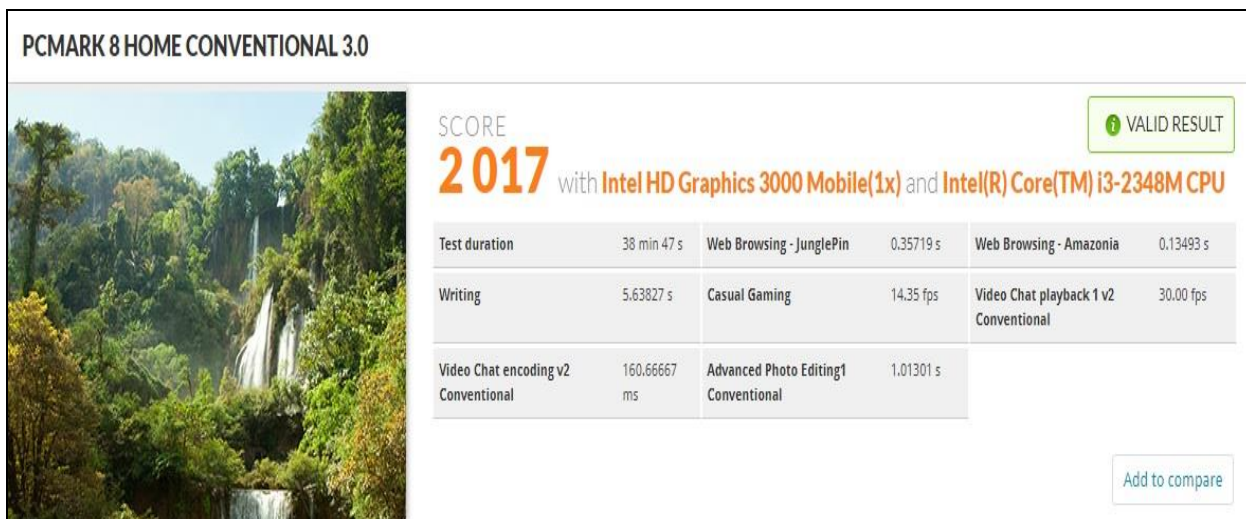 PCMARK 8 HOME CONVENTIONAL 3.0
VALID RESULT
SCORE
2 017 with Intel HD Graphics 3000 Mobile(1x) and Intel(R) Core(TM) i3-2348M CPU
Test duration 38 min 47 s Web Browsing - JunglePin 0.35719 s Web Browsing - Amazonia 0.13493 s
Writing 5.63827 s Casual Gaming 14.35 fps Video Chat playback 1 v2 30.00 fps
Conventional
Video Chat encoding v2 160.66667 Advanced Photo Editing1 1.01301 s
Conventional ms Conventional
Add to compare